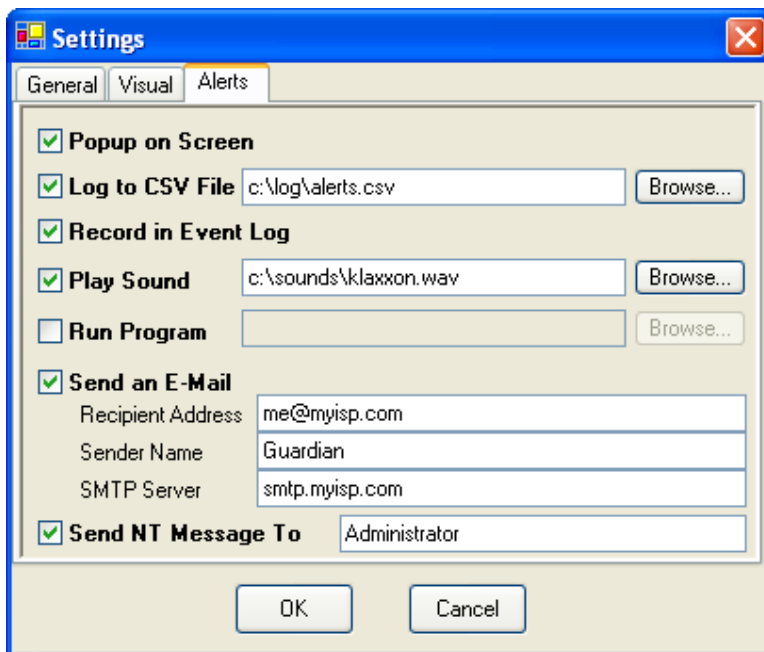 Settings
General Visual Alerts
Popup on Screen
Log to CSV File c:\log\alerts.csv Browse...
Record in Event Log
Play Sound c:\sounds\klaxxon.wav Browse...
Run Program Browse...
Send an E-Mail
Recipient Address me@myisp.com
Sender Name Guardian
SMTP Server smtp.myisp.com
Send NT Message To Administrator
OK Cancel